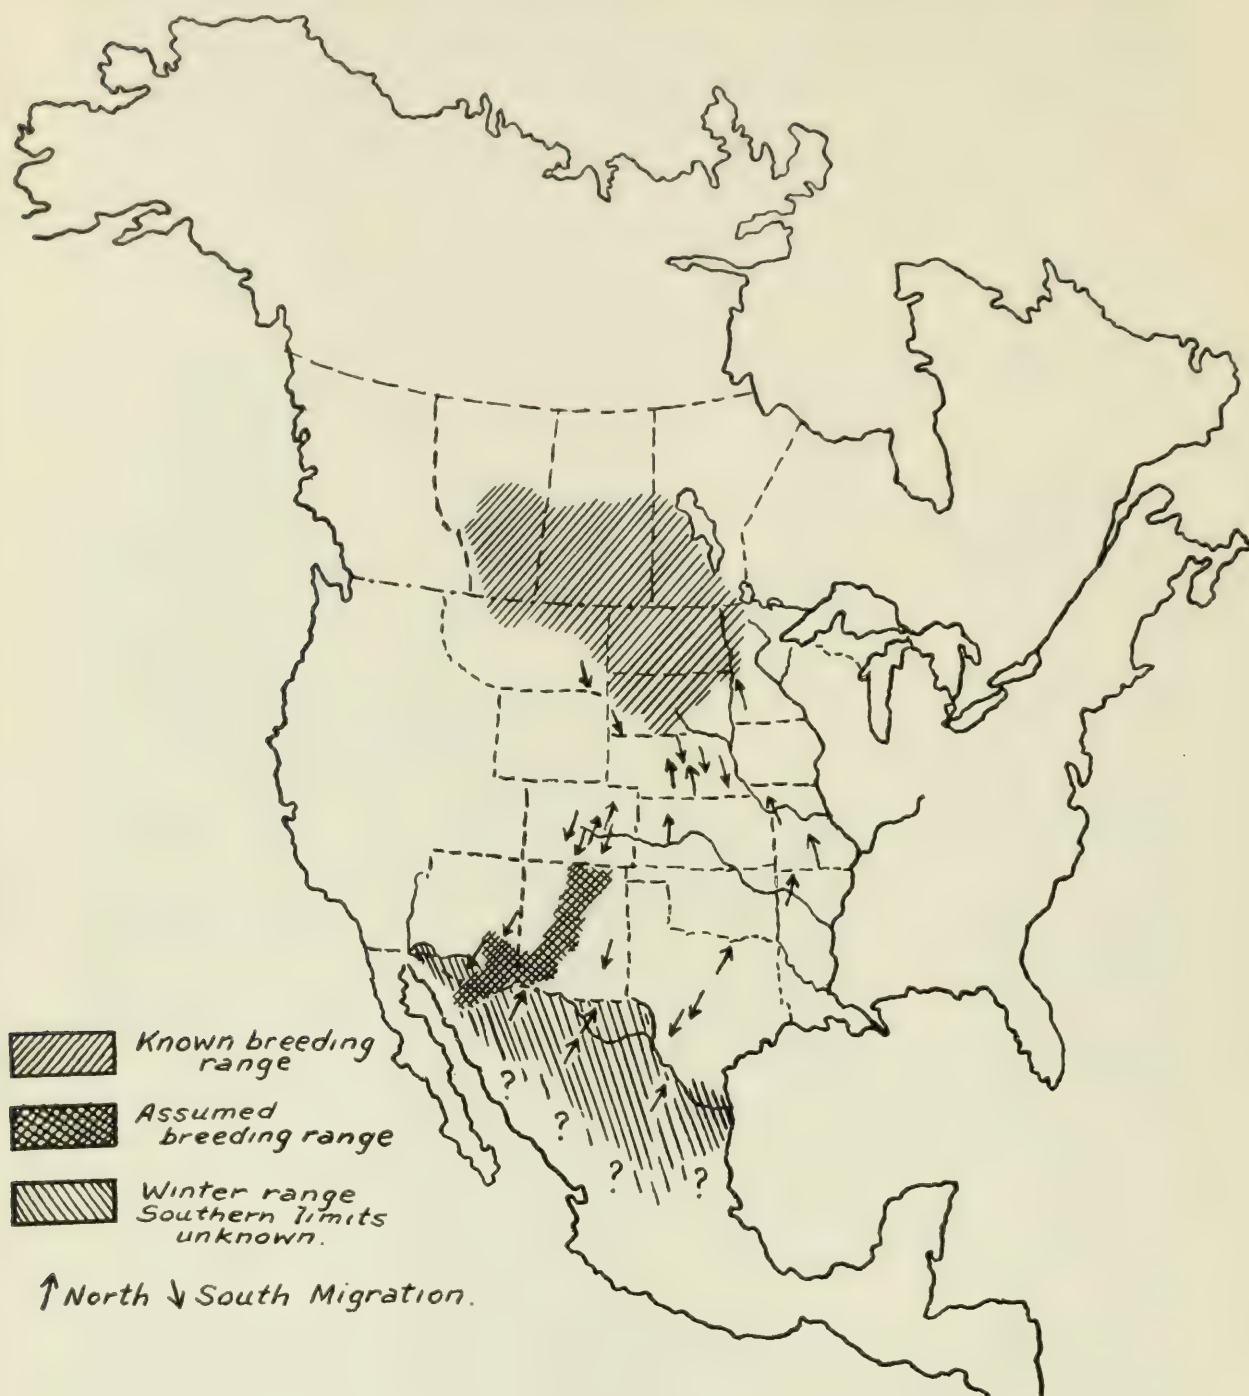 ?
?
?
?
Known breeding
range
Assumed
breeding range
Winter range
Southern limits
unknown.
↑ North ↓ South Migration.